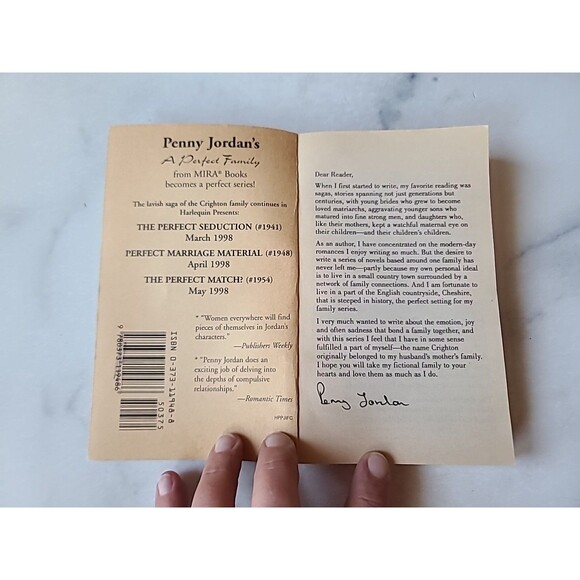 Penny Jordan's
A Perfect Family
from MIRA® Books
becomes a perfect series!
The lavish saga of the Crighton family continues in
Harlequin Presents:
THE PERFECT SEDUCTION (#1941)
March 1998
PERFECT MARRIAGE MATERIAL (#1948)
April 1998
THE PERFECT MATCH? (#1954)
May 1998
* "Women everywhere will find
pieces of themselves in Jordan's
characters."
—Publishers Weekly
* "Penny Jordan does an
exciting job of delving into
the depths of compulsive
relationships."
—Romantic Times
ISBN 0-373-11948-8
50375
Dear Reader,
When I first started to write, my favorite reading was
sagas, stories spanning not just generations but
centuries, with young brides who grew to become
loved matriarchs, aggravating younger sons who
matured into fine strong men, and daughters who,
like their mothers, kept a watchful maternal eye on
their children—and their children's children.
As an author, I have concentrated on the modern-day
romances I enjoy writing so much. But the desire to
write a series of novels based around one family has
never left me—partly because my own personal ideal
is to live in a small country town surrounded by a
network of family connections. And I am fortunate to
live in a part of the English countryside, Cheshire,
that is steeped in history, the perfect setting for my
family series.
I very much wanted to write about the emotion, joy
and often sadness that bond a family together, and
with this series I feel that I have in some sense
fulfilled a part of myself—the name Crighton
originally belonged to my husband's mother's family.
I hope you will take my fictional family to your
hearts and love them as much as I do.
Penny Jordan